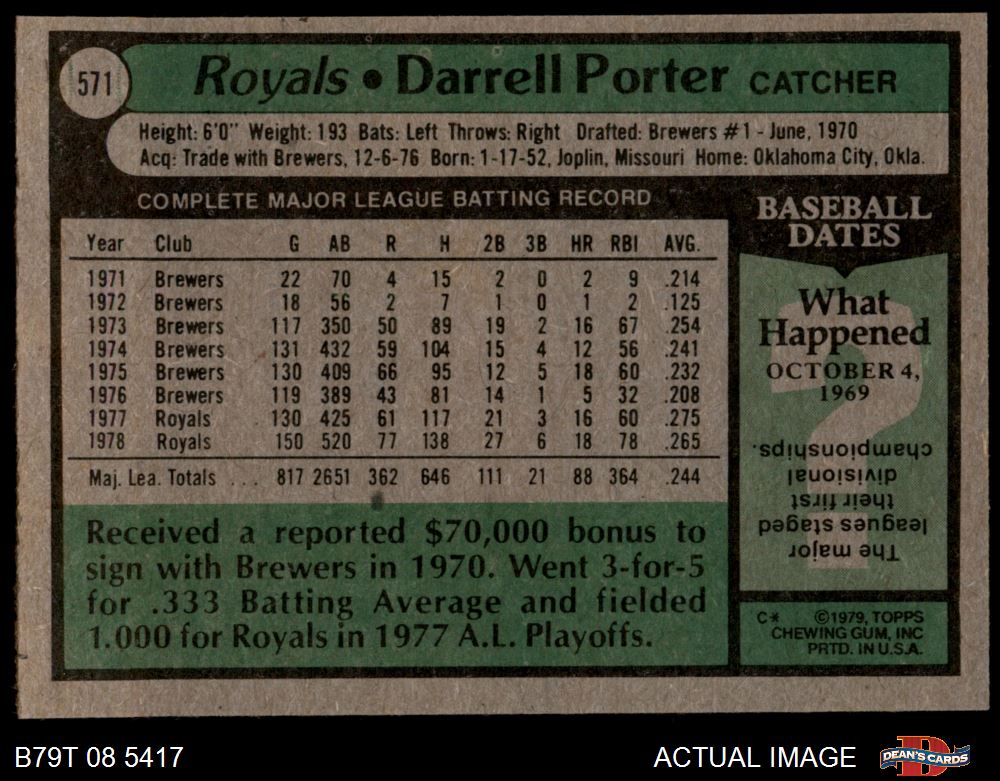 571
Royals • Darrell Porter CATCHER
Height: 6'0" Weight: 193 Bats: Left Throws: Right Drafted: Brewers #1 - June, 1970
Acq: Trade with Brewers, 12-6-76 Born: 1-17-52, Joplin, Missouri Home: Oklahoma City, Okla.
COMPLETE MAJOR LEAGUE BATTING RECORD
Year Club G AB R H 2B 3B HR RBI AVG.
1971 Brewers 22 70 4 15 2 0 2 9 .214
1972 Brewers 18 56 2 7 1 0 1 2 .125
1973 Brewers 117 350 50 89 19 2 16 67 .254
1974 Brewers 131 432 59 104 15 4 12 56 .241
1975 Brewers 130 409 66 95 12 5 18 60 .232
1976 Brewers 119 389 43 81 14 1 5 32 .208
1977 Royals 130 425 61 117 21 3 16 60 .275
1978 Royals 150 520 77 138 27 6 18 78 .265
Maj. Lea. Totals ... 817 2651 362 646 111 21 88 364 .244
Received a reported $70,000 bonus to
sign with Brewers in 1970. Went 3-for-5
for .333 Batting Average and fielded
1.000 for Royals in 1977 A.L. Playoffs.
BASEBALL
DATES
What
Happened
OCTOBER 4,
1969
?
The major
leagues staged
their first
divisional
championships.
C* ©1979, TOPPS
CHEWING GUM, INC
PRTD. IN U.S.A.
B79T 08 5417
ACTUAL IMAGE
D
DEAN'S CARDS